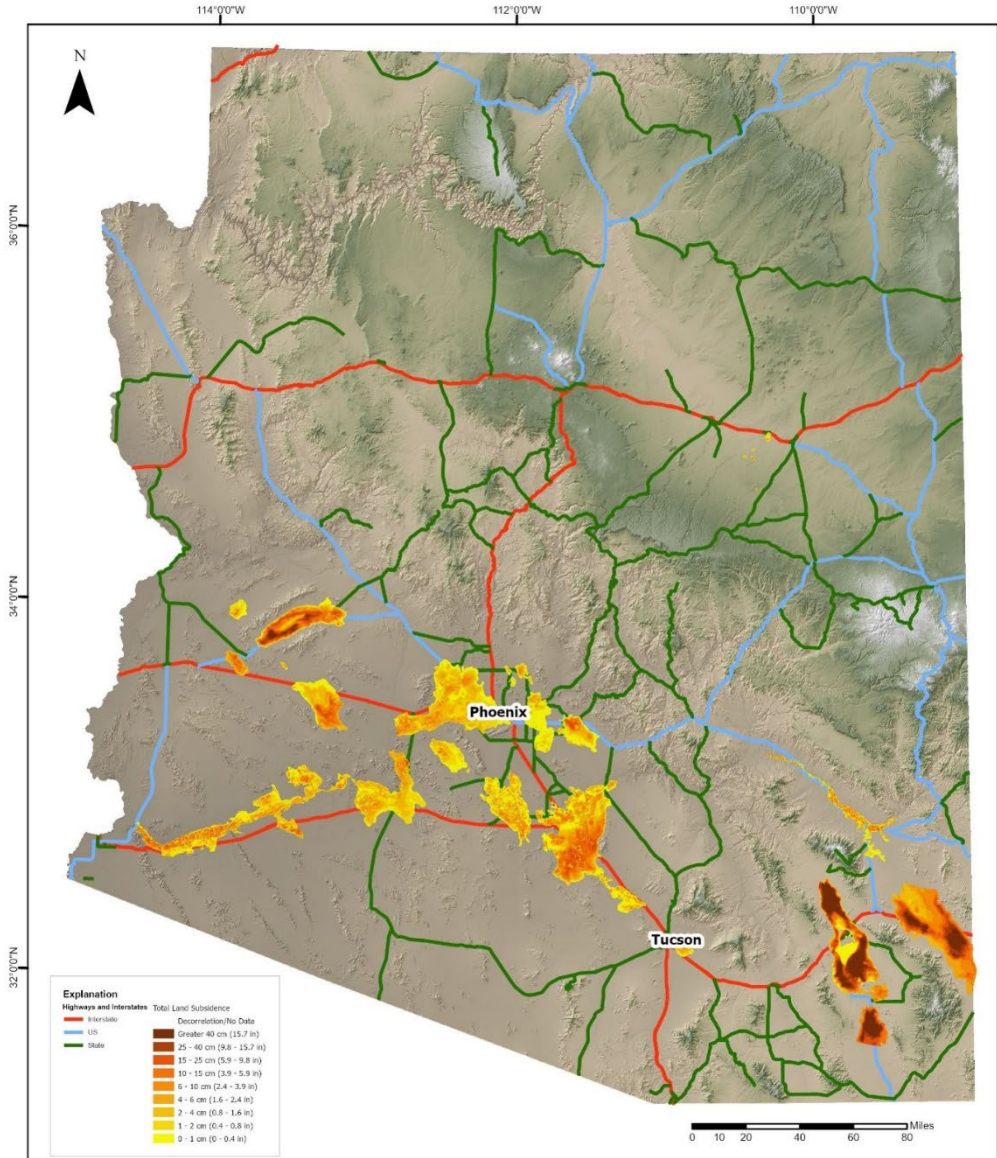 114°0'0"W 112°0'0"W 110°0'0"W
N
36°0'0"N
34°0'0"N
Phoenix
Tucson
32°0'0"N
Explanation
Highways and Interstates
Interstate
US
State
Total Land Subsidence
Decorrelation/No Data
Greater 40 cm (15.7 in)
25 - 40 cm (9.8 - 15.7 in)
15 - 25 cm (5.9 - 9.8 in)
10 - 15 cm (3.9 - 5.9 in)
6 - 10 cm (2.4 - 3.9 in)
4 - 6 cm (1.6 - 2.4 in)
2 - 4 cm (0.8 - 1.6 in)
1 - 2 cm (0.4 - 0.8 in)
0 - 1 cm (0 - 0.4 in)
Miles
0 10 20 40 60 80